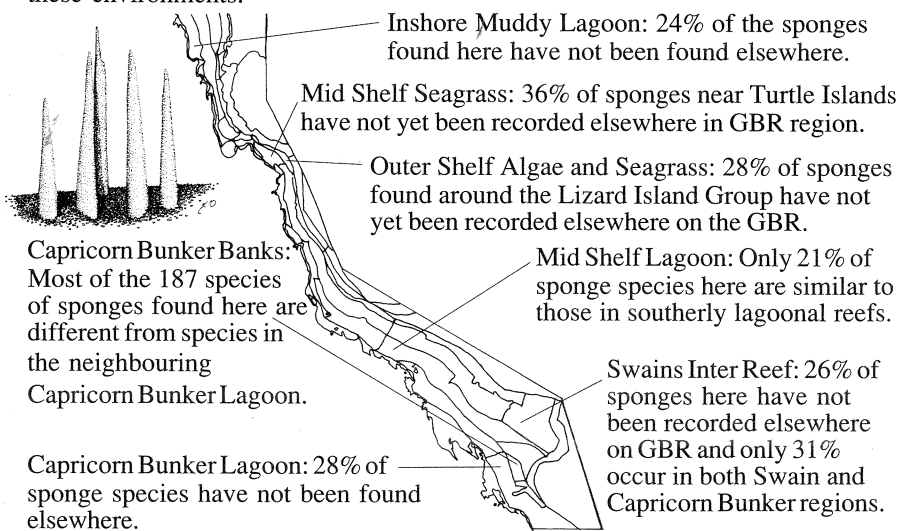 these environments.
Inshore Muddy Lagoon: 24% of the sponges
found here have not been found elsewhere.
Mid Shelf Seagrass: 36% of sponges near Turtle Islands
have not yet been recorded elsewhere in GBR region.
Outer Shelf Algae and Seagrass: 28% of sponges
found around the Lizard Island Group have not
yet been recorded elsewhere on the GBR.
Capricorn Bunker Banks:
Most of the 187 species
of sponges found here are
different from species in
the neighbouring
Capricorn Bunker Lagoon.
Mid Shelf Lagoon: Only 21% of
sponge species here are similar to
those in southerly lagoonal reefs.
Swains Inter Reef: 26% of
sponges here have not
been recorded elsewhere
on GBR and only 31%
occur in both Swain and
Capricorn Bunker regions.
Capricorn Bunker Lagoon: 28% of
sponge species have not been found
elsewhere.